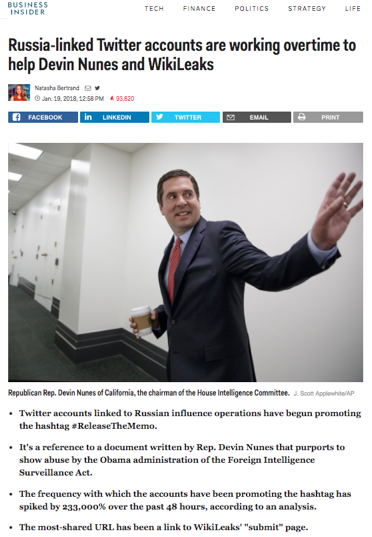 BUSINESS
INSIDER
TECH FINANCE POLITICS STRATEGY LIFE
Russia-linked Twitter accounts are working overtime to
help Devin Nunes and WikiLeaks
Natasha Bertrand
Jan. 19, 2018, 12:56 PM 93,820
FACEBOOK LINKEDIN TWITTER EMAIL PRINT
Republican Rep. Devin Nunes of California, the chairman of the House Intelligence Committee. J. Scott Applewhite/AP
• Twitter accounts linked to Russian influence operations have begun promoting
the hashtag #ReleaseTheMemo.
• It's a reference to a document written by Rep. Devin Nunes that purports to
show abuse by the Obama administration of the Foreign Intelligence
Surveillance Act.
• The frequency with which the accounts have been promoting the hashtag has
spiked by 233,000% over the past 48 hours, according to an analysis.
• The most-shared URL has been a link to WikiLeaks' "submit" page.